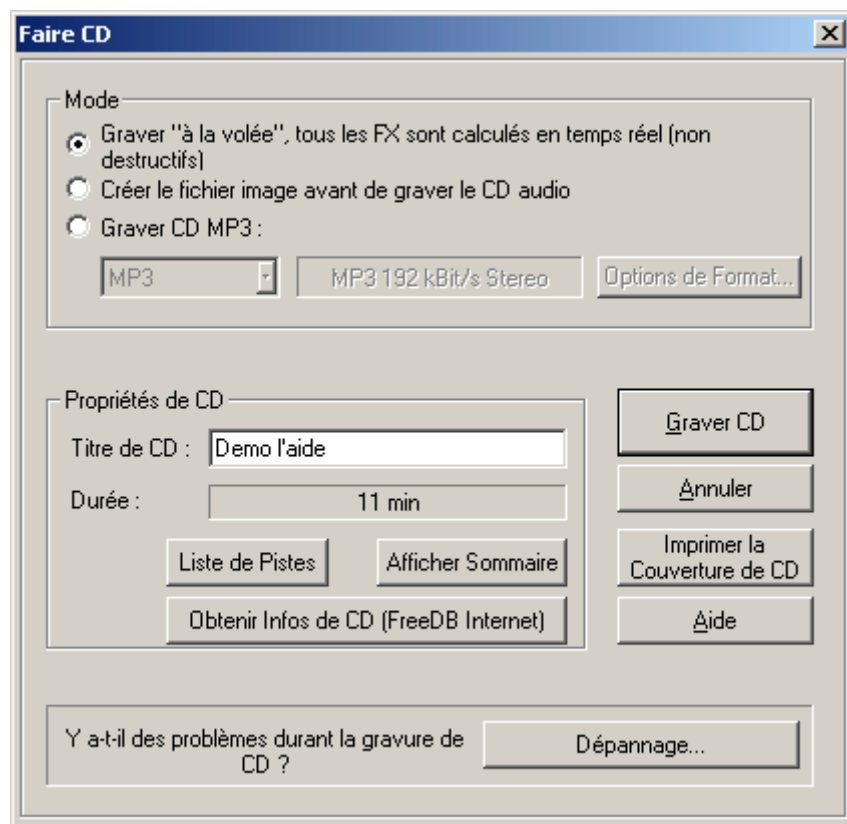 Faire CD
Mode
Graver "à la volée", tous les FX sont calculés en temps réel (non
destructifs)
Créer le fichier image avant de graver le CD audio
Graver CD MP3 :
MP3
MP3 192 kBit/s Stereo
Options de Format...
Propriétés de CD
Titre de CD :
Demo l'aide
Durée :
11 min
Liste de Pistes
Afficher Sommaire
Obtenir Infos de CD (FreeDB Internet)
Graver CD
Annuler
Imprimer la
Couverture de CD
Aide
Y a-t-il des problèmes durant la gravure de
CD ?
Dépannage...